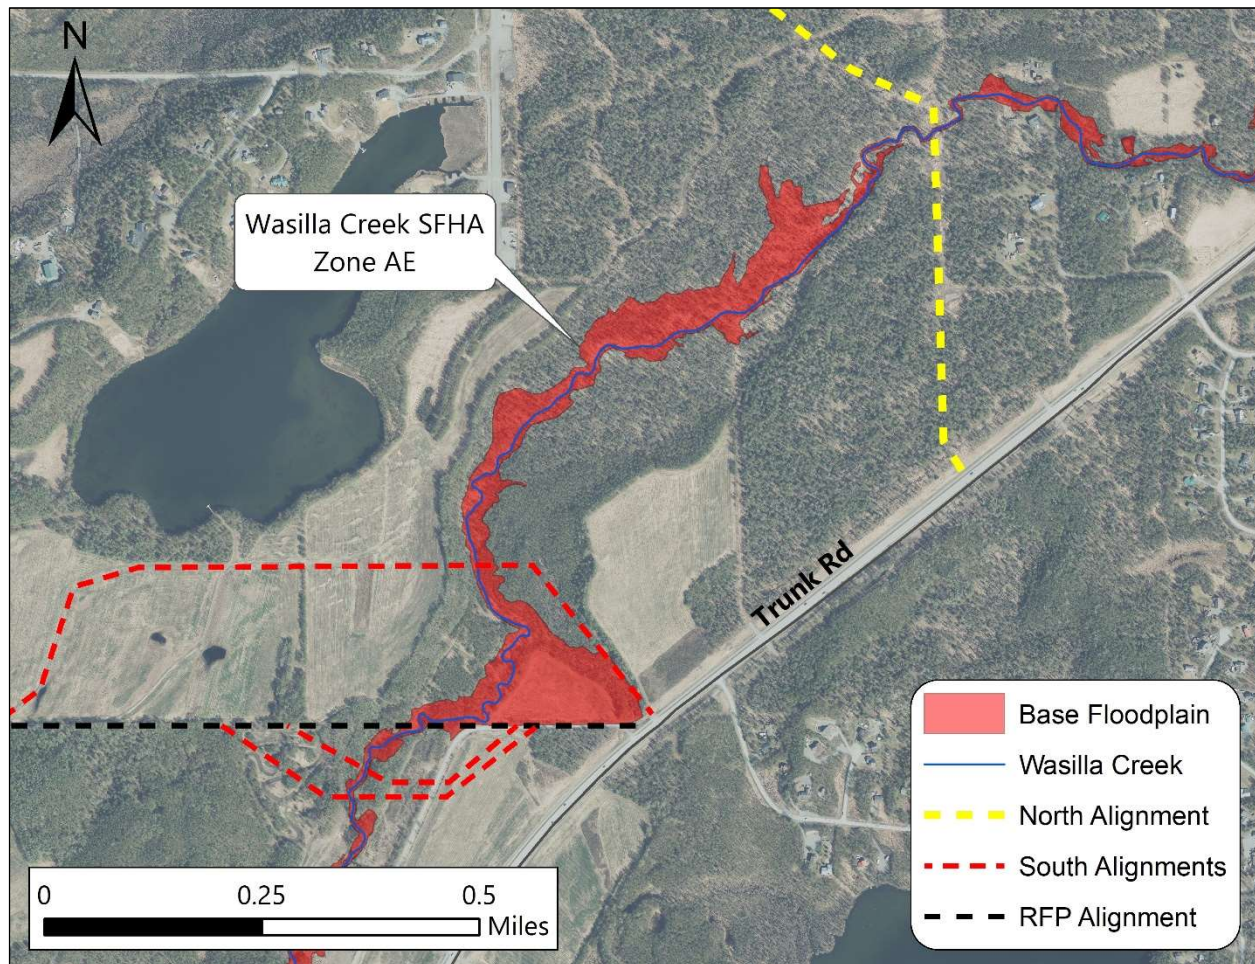 N
Wasilla Creek SFHA
Zone AE
Trunk Rd
Base Floodplain
Wasilla Creek
North Alignment
South Alignments
RFP Alignment
0 0.25 0.5
Miles